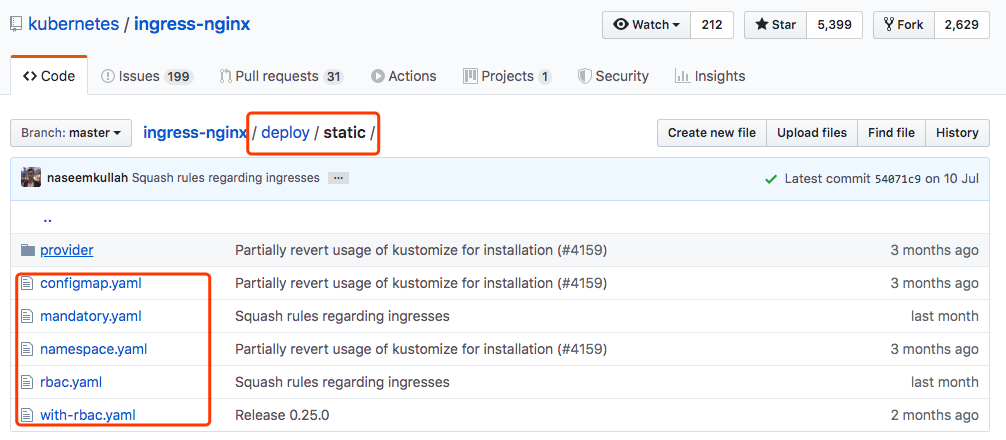 kubernetes / ingress-nginx Watch 212 Star 5,399 Fork 2,629
Code Issues 199 Pull requests 31 Actions Projects 1 Security Insights
Branch: master ingress-nginx / deploy / static / Create new file Upload files Find file History
naseemkullah Squash rules regarding ingresses ... Latest commit 54071c9 on 10 Jul
..
provider Partially revert usage of kustomize for installation (#4159) 3 months ago
configmap.yaml Partially revert usage of kustomize for installation (#4159) 3 months ago
mandatory.yaml Squash rules regarding ingresses last month
namespace.yaml Partially revert usage of kustomize for installation (#4159) 3 months ago
rbac.yaml Squash rules regarding ingresses last month
with-rbac.yaml Release 0.25.0 2 months ago